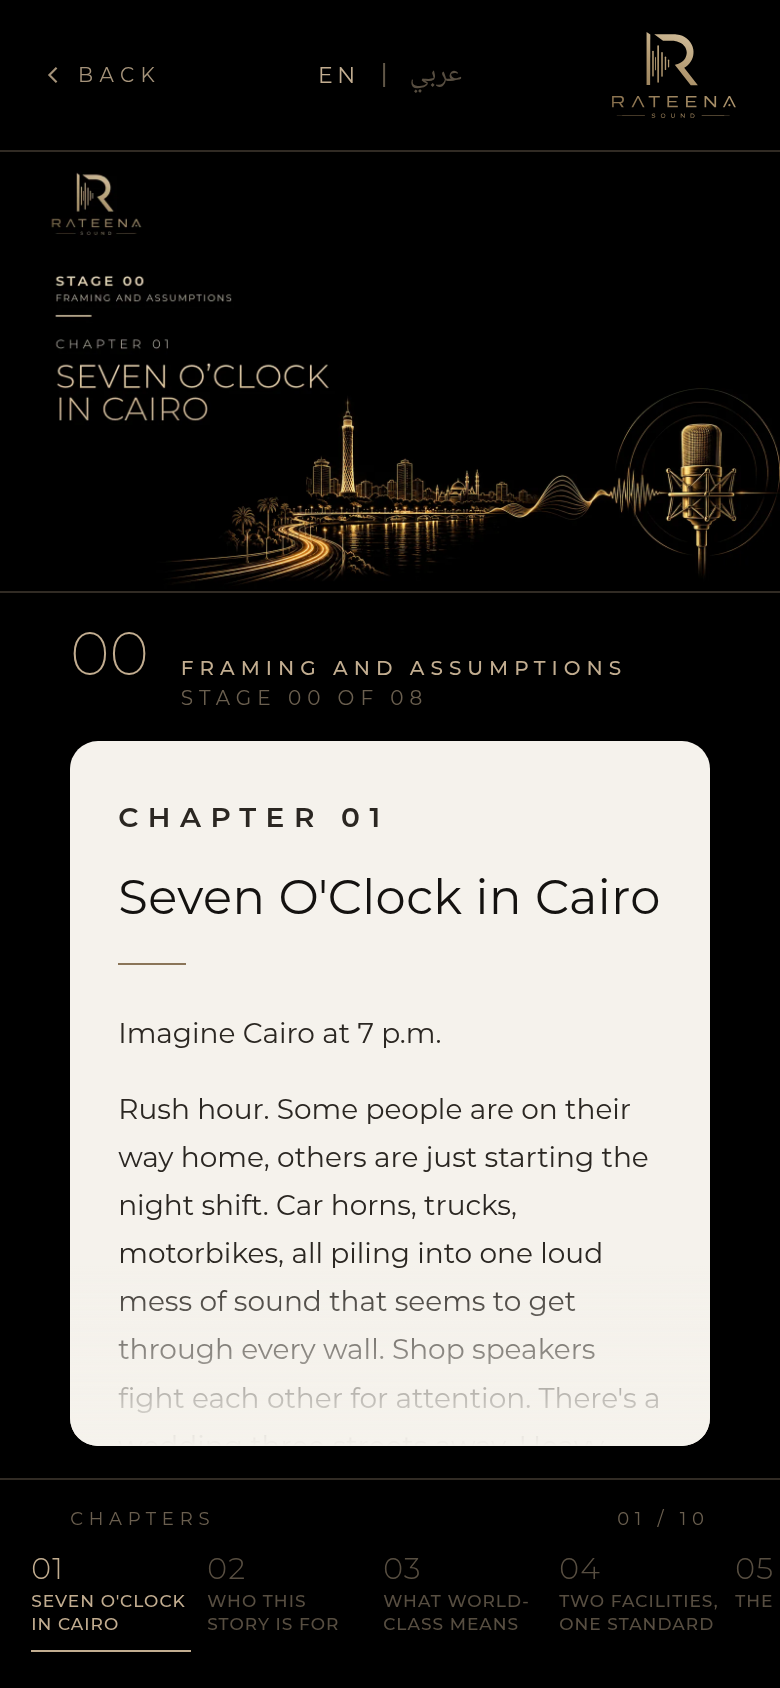 BACK
EN | عربي
RATEENA
SOUND
RATEENA
SOUND
STAGE 00
FRAMING AND ASSUMPTIONS
CHAPTER 01
SEVEN O’CLOCK
IN CAIRO
00
FRAMING AND ASSUMPTIONS
STAGE 00 OF 08
CHAPTER 01
Seven O'Clock in Cairo
Imagine Cairo at 7 p.m.
Rush hour. Some people are on their
way home, others are just starting the
night shift. Car horns, trucks,
motorbikes, all piling into one loud
mess of sound that seems to get
through every wall. Shop speakers
fight each other for attention. There's a
CHAPTERS
01 / 10
01
SEVEN O'CLOCK
IN CAIRO
02
WHO THIS
STORY IS FOR
03
WHAT WORLD-
CLASS MEANS
04
TWO FACILITIES,
ONE STANDARD
05
THE